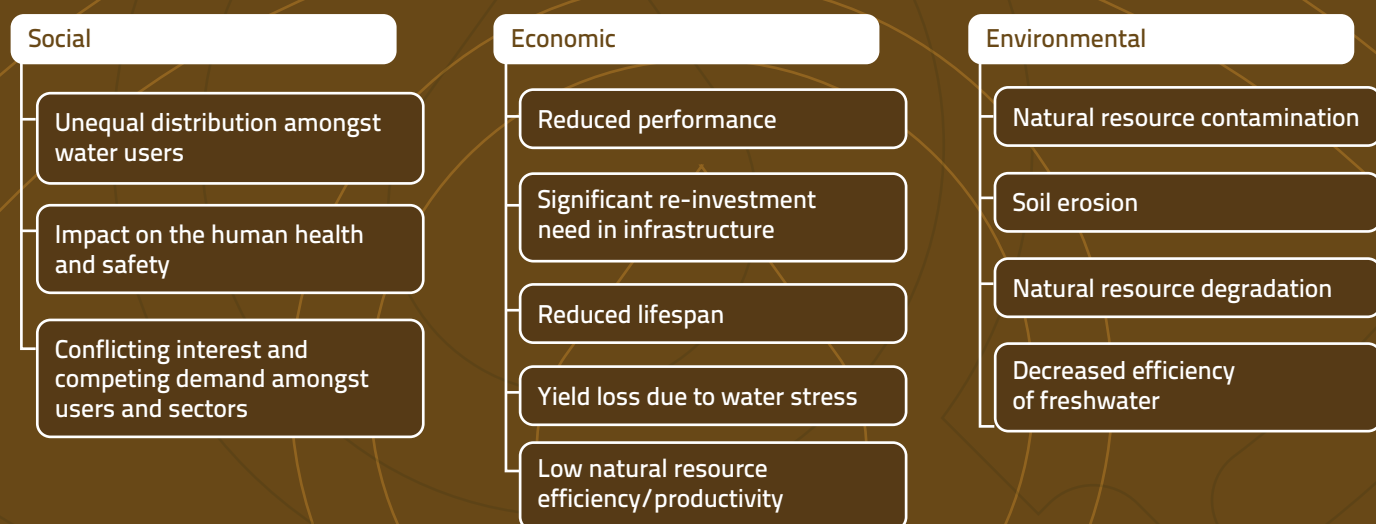 Social
Unequal distribution amongst
water users
Impact on the human health
and safety
Conflicting interest and
competing demand amongst
users and sectors
Economic
Reduced performance
Significant re-investment
need in infrastructure
Reduced lifespan
Yield loss due to water stress
Low natural resource
efficiency/productivity
Environmental
Natural resource contamination
Soil erosion
Natural resource degradation
Decreased efficiency
of freshwater